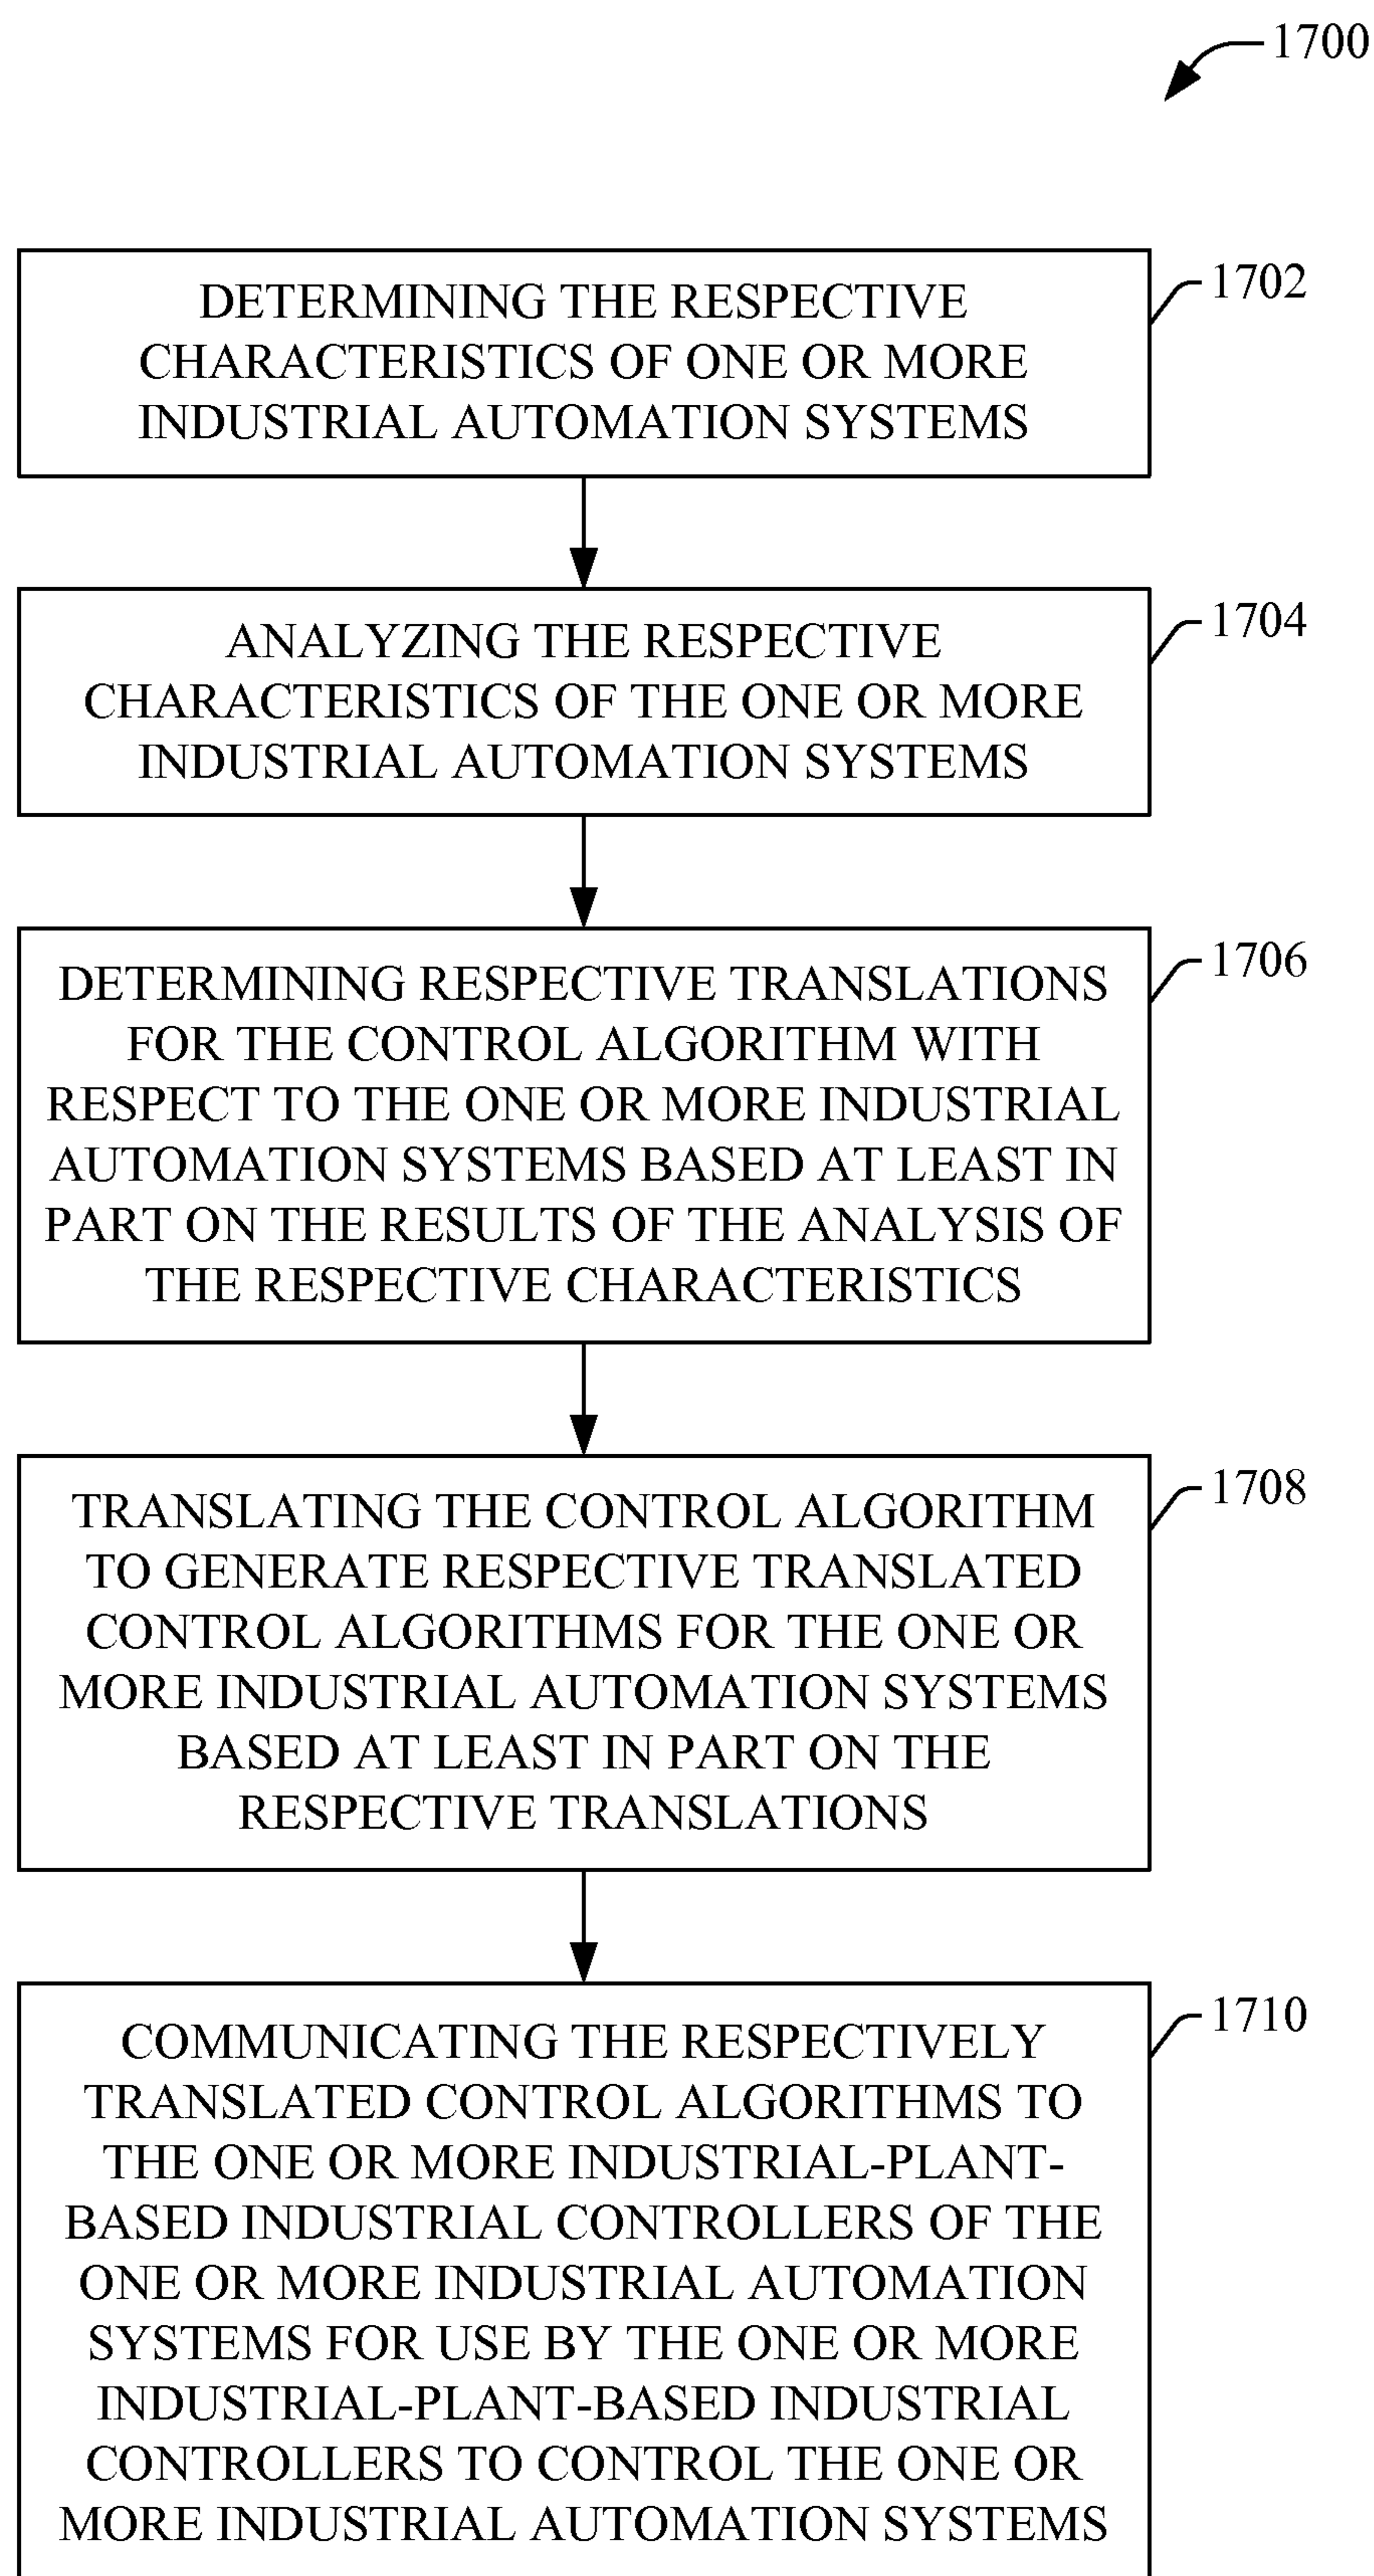 1700
DETERMINING THE RESPECTIVE
CHARACTERISTICS OF ONE OR MORE
INDUSTRIAL AUTOMATION SYSTEMS
1702
ANALYZING THE RESPECTIVE
CHARACTERISTICS OF THE ONE OR MORE
INDUSTRIAL AUTOMATION SYSTEMS
1704
DETERMINING RESPECTIVE TRANSLATIONS
FOR THE CONTROL ALGORITHM WITH
RESPECT TO THE ONE OR MORE INDUSTRIAL
AUTOMATION SYSTEMS BASED AT LEAST IN
PART ON THE RESULTS OF THE ANALYSIS OF
THE RESPECTIVE CHARACTERISTICS
1706
TRANSLATING THE CONTROL ALGORITHM
TO GENERATE RESPECTIVE TRANSLATED
CONTROL ALGORITHMS FOR THE ONE OR
MORE INDUSTRIAL AUTOMATION SYSTEMS
BASED AT LEAST IN PART ON THE
RESPECTIVE TRANSLATIONS
1708
COMMUNICATING THE RESPECTIVELY
TRANSLATED CONTROL ALGORITHMS TO
THE ONE OR MORE INDUSTRIAL-PLANT-
BASED INDUSTRIAL CONTROLLERS OF THE
ONE OR MORE INDUSTRIAL AUTOMATION
SYSTEMS FOR USE BY THE ONE OR MORE
INDUSTRIAL-PLANT-BASED INDUSTRIAL
CONTROLLERS TO CONTROL THE ONE OR
MORE INDUSTRIAL AUTOMATION SYSTEMS
1710